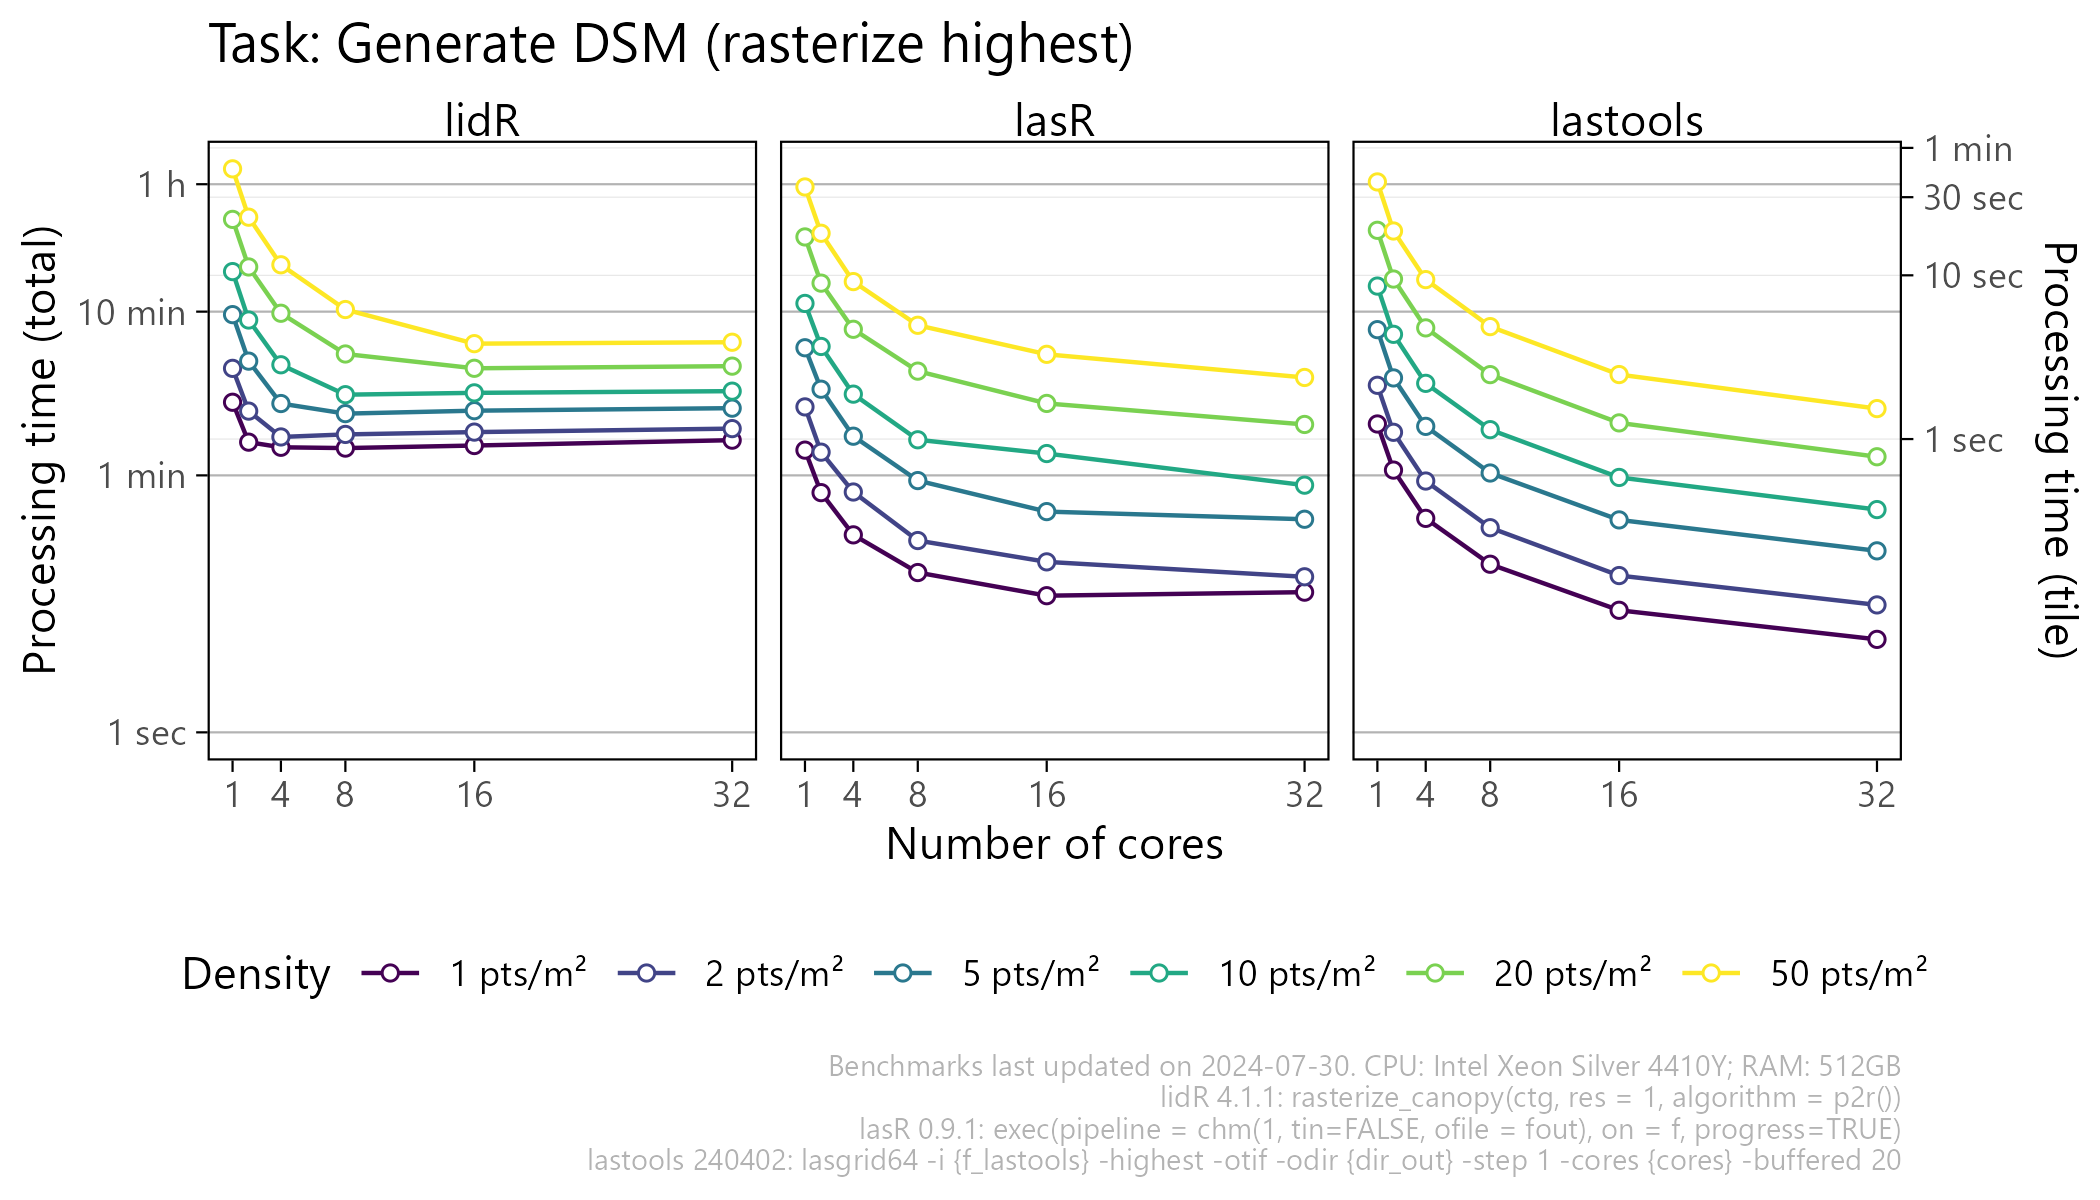 Task: Generate DSM (rasterize highest)
lidR
lasR
lastools
Processing time (total)
1 h
10 min
1 min
1 sec
1 min
30 sec
10 sec
1 sec
Processing time (tile)
1 4 8 16 32
1 4 8 16 32
1 4 8 16 32
Number of cores
Density 1 pts/m² 2 pts/m² 5 pts/m² 10 pts/m² 20 pts/m² 50 pts/m²
Benchmarks last updated on 2024-07-30. CPU: Intel Xeon Silver 4410Y; RAM: 512GB
lidR 4.1.1: rasterize_canopy(ctg, res = 1, algorithm = p2r())
lasR 0.9.1: exec(pipeline = chm(1, tin=FALSE, ofile = fout), on = f, progress=TRUE)
lastools 240402: lasgrid64 -i {f_lastools} -highest -otif -odir {dir_out} -step 1 -cores {cores} -buffered 20